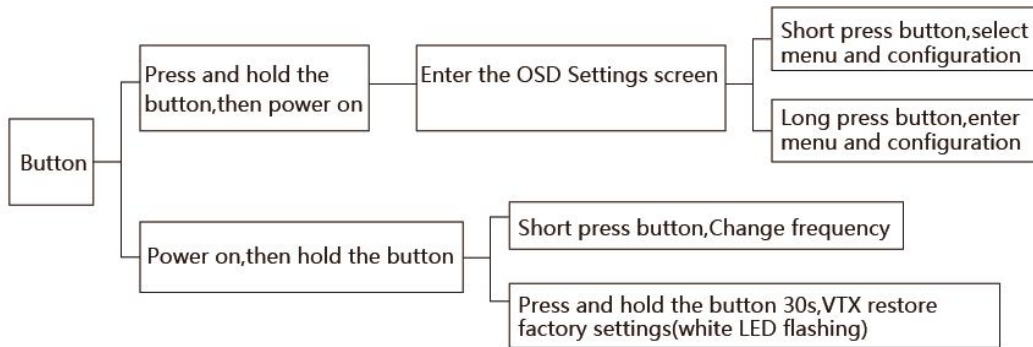 Button
Press and hold the
button,then power on
Enter the OSD Settings screen
Short press button,select
menu and configuration
Long press button,enter
menu and configuration
Power on,then hold the button
Short press button,Change frequency
Press and hold the button 30s,VTX restore
factory settings(white LED flashing)